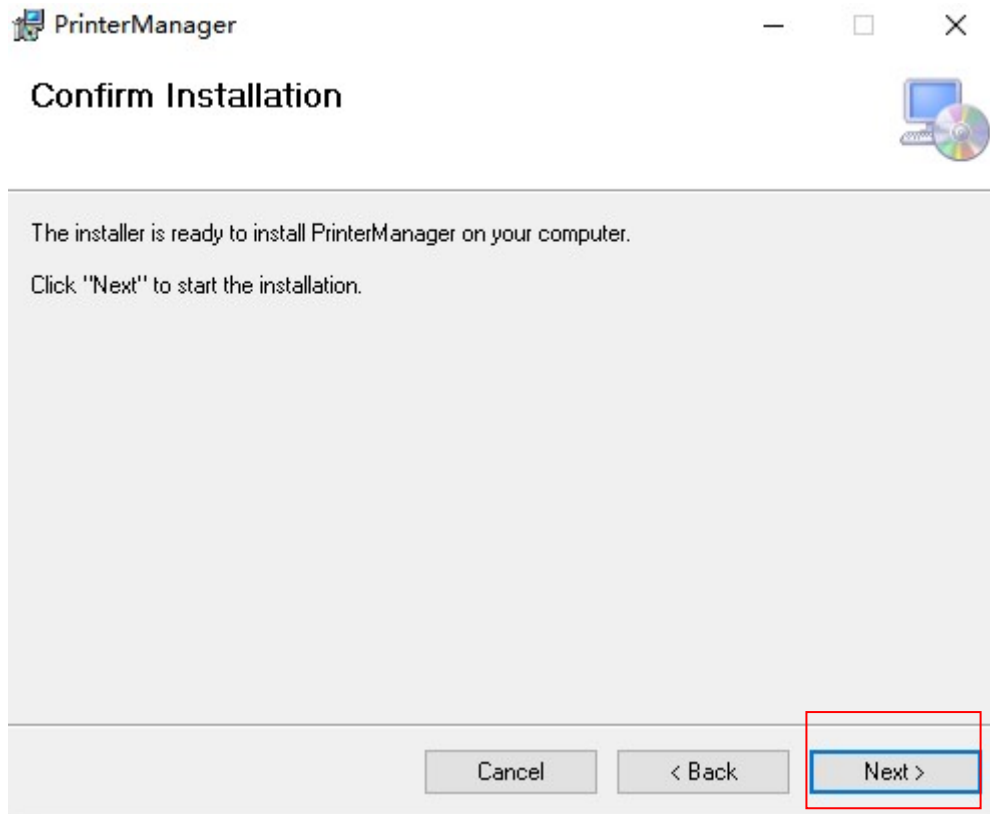 PrinterManager
Confirm Installation
The installer is ready to install PrinterManager on your computer.
Click "Next" to start the installation.
Cancel
< Back
Next >